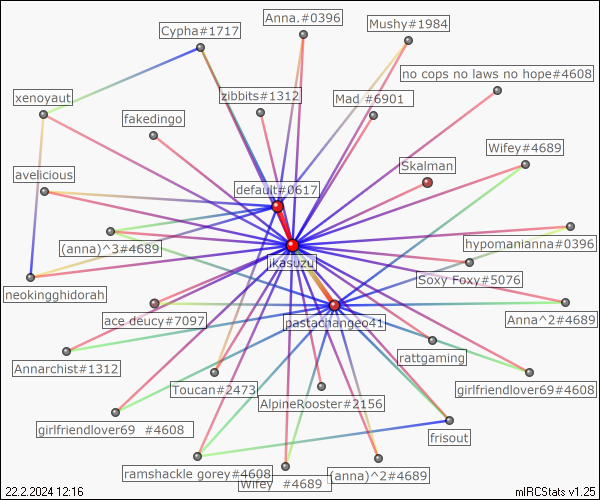 Anna.#0396
Mushy#1984
Cypha#1717
no cops no laws no hope#4608
xenoyaut
zibbits#1312
Mad #6901
fakedingo
Wifey#4689
Skalman
avelicious
default#0617
(anna)^3#4689
hypomanianna#0396
jkasuzu
Soxy Foxy#5076
neokingghidorah
ace deucy#7097
pastachangeo41
Anna^2#4689
rattgaming
Annarchist#1312
Toucan#2473
girlfriendlover69#4608
AlpineRooster#2156
girlfriendlover69 #4608
frisout
ramshackle gorey#4608
(anna)^2#4689
Wifey #4689
22.2.2024 12:16
mIRCStats v1.25